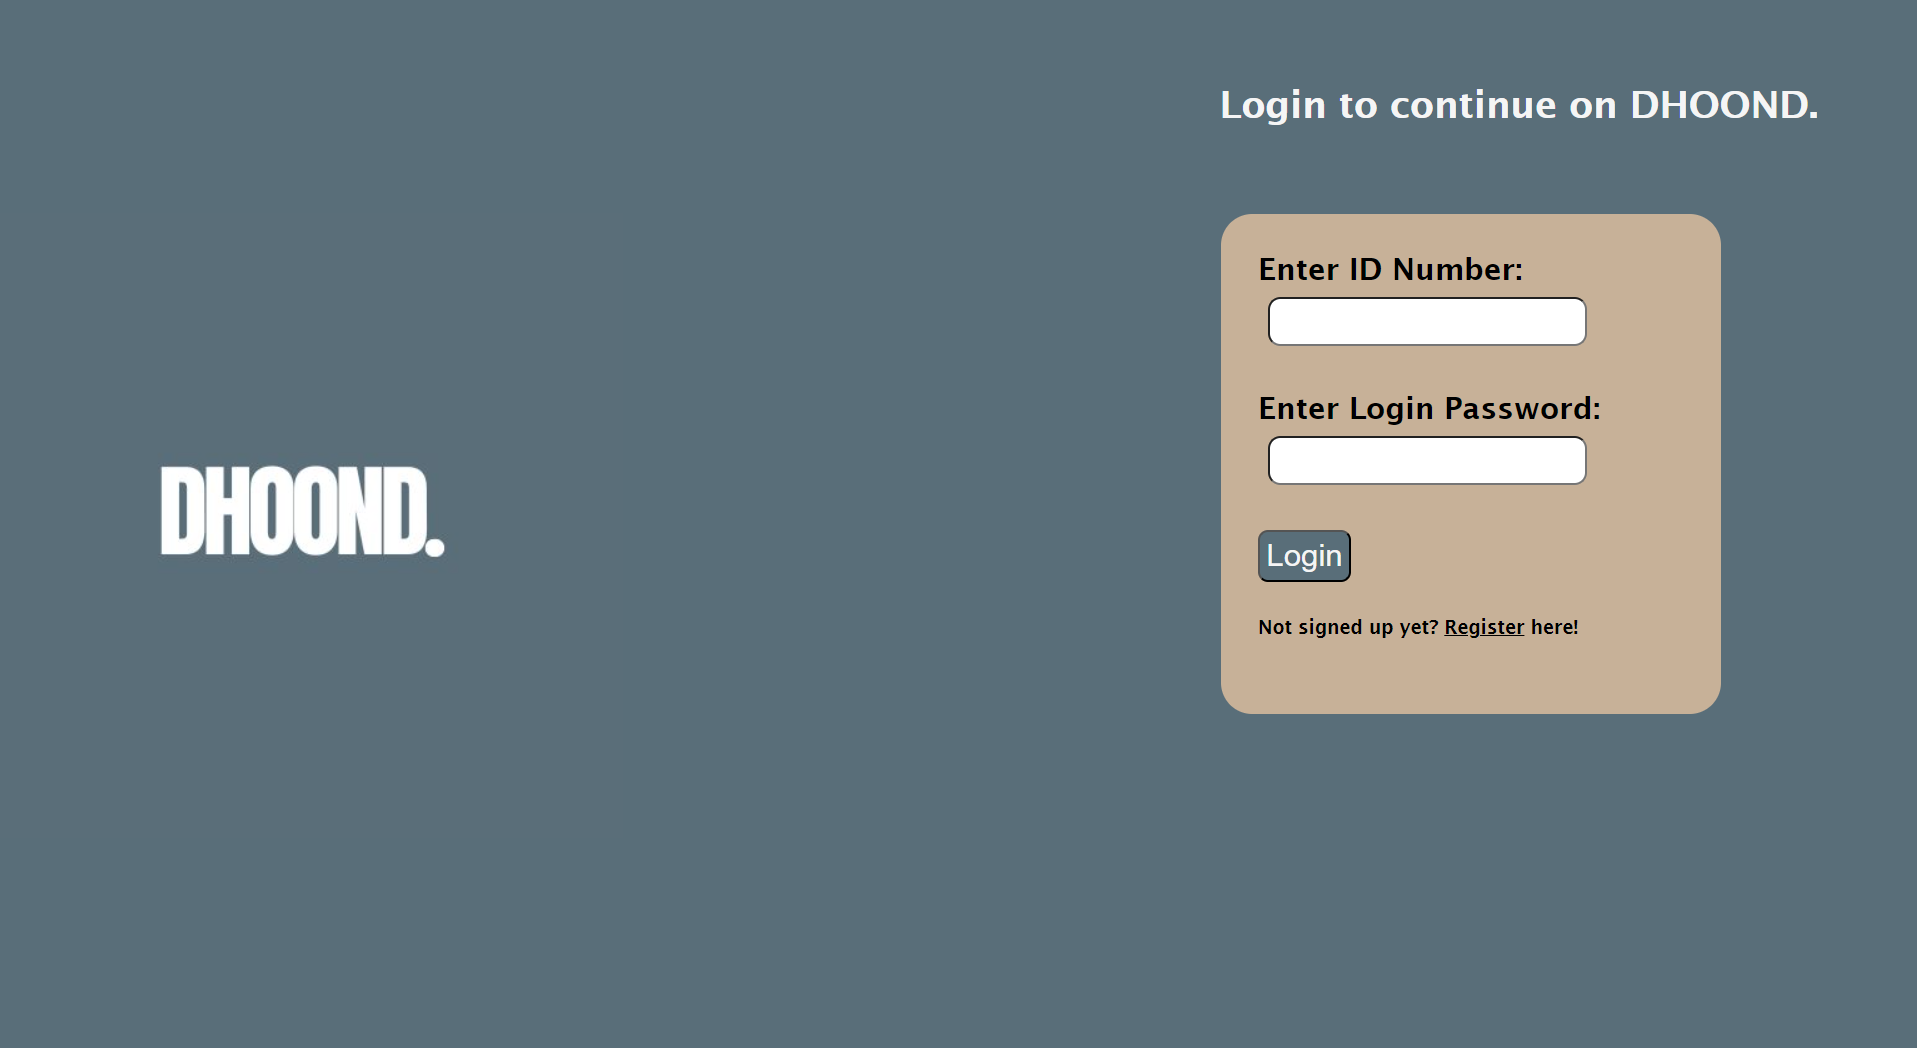 Login to continue on DHOOND.
Enter ID Number:
Enter Login Password:
DHOOND.
Login
Not signed up yet? Register here!